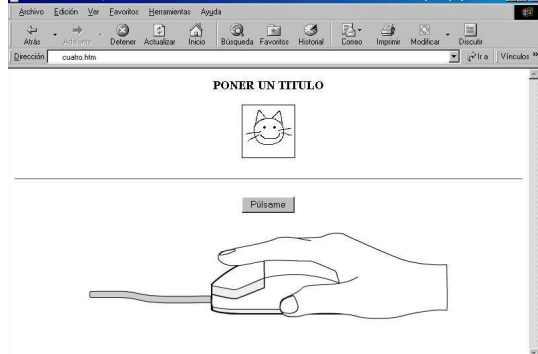 Archivo Edición Ver Favoritos Herramientas Ayuda
Atrás Adelante Detener Actualizar Inicio Búsqueda Favoritos Historial Correo Imprimir Modificar Discutir
Dirección cuatro.htm Ir a Vínculos »
PONER UN TITULO
Púlsame